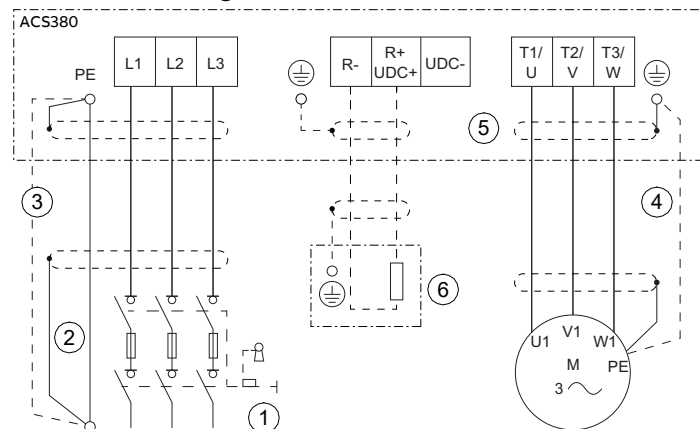 ACS380
PE
L1
L2
L3
R-
R+
UDC+
UDC-
T1/
U
T2/
V
T3/
W
5
3
4
6
2
1
U1
V1
W1
M
3
PE